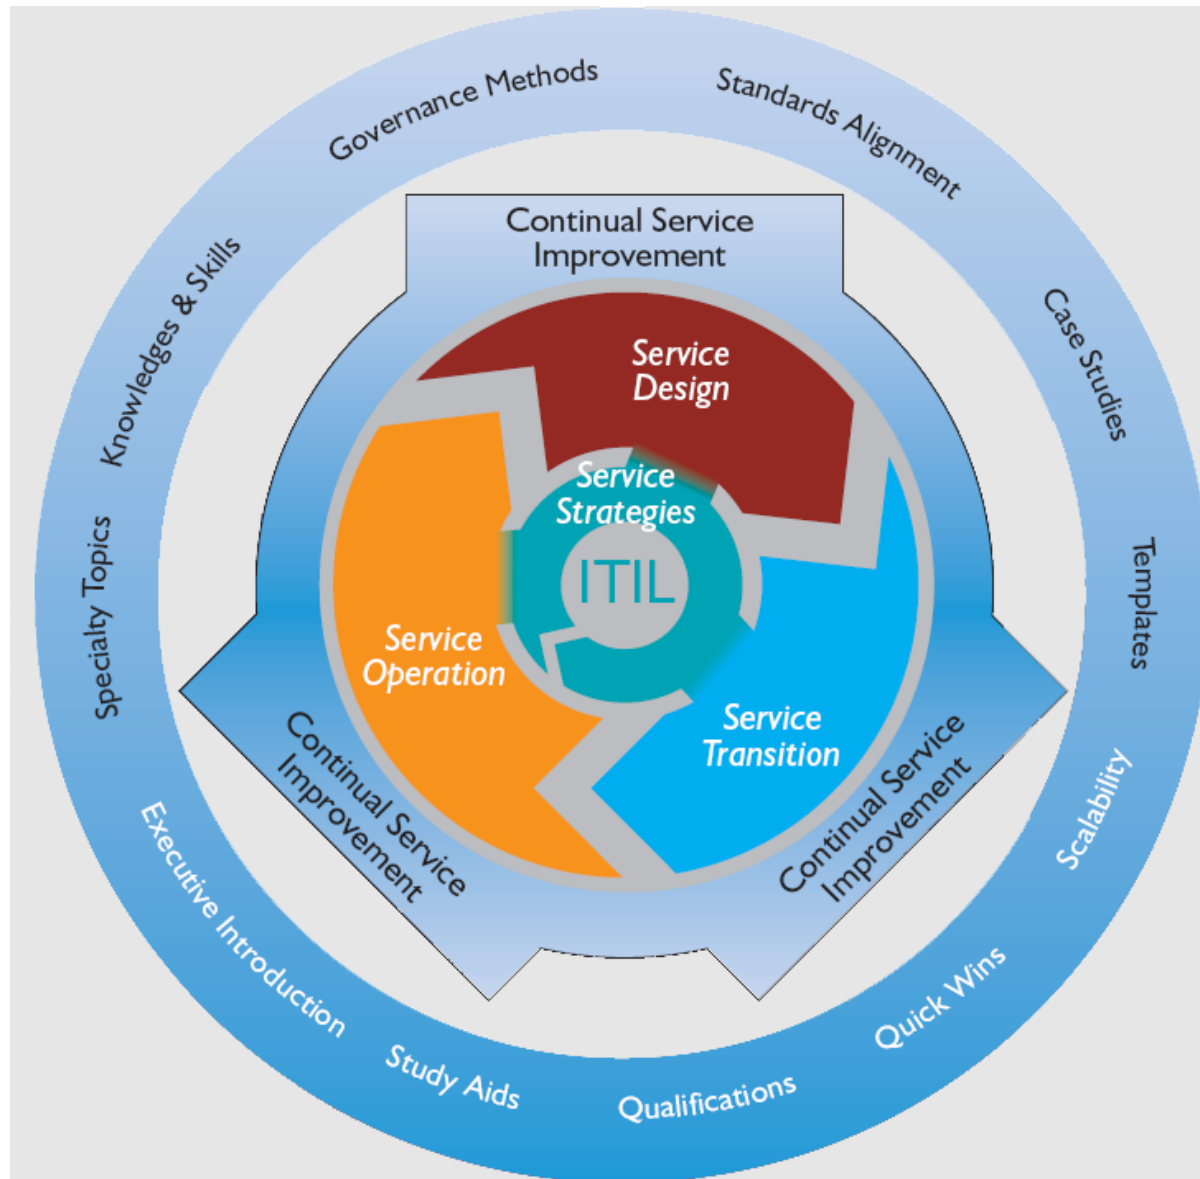 Governance Methods
Standards Alignment
Knowledges & Skills
Case Studies
Specialty Topics
Templates
Executive Introduction
Scalability
Study Aids
Qualifications
Quick Wins
Continual Service
Improvement
Service
Design
Service
Strategies
ITIL
Service
Operation
Service
Transition
Continual Service
Improvement
Continual Service
Improvement